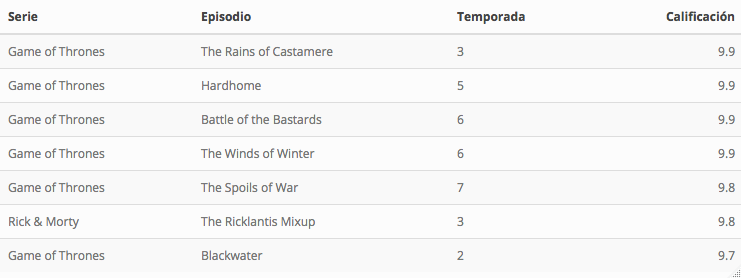 Serie Episodio Temporada Calificación
Game of Thrones The Rains of Castamere 3 9.9
Game of Thrones Hardhome 5 9.9
Game of Thrones Battle of the Bastards 6 9.9
Game of Thrones The Winds of Winter 6 9.9
Game of Thrones The Spoils of War 7 9.8
Rick & Morty The Ricklantis Mixup 3 9.8
Game of Thrones Blackwater 2 9.7